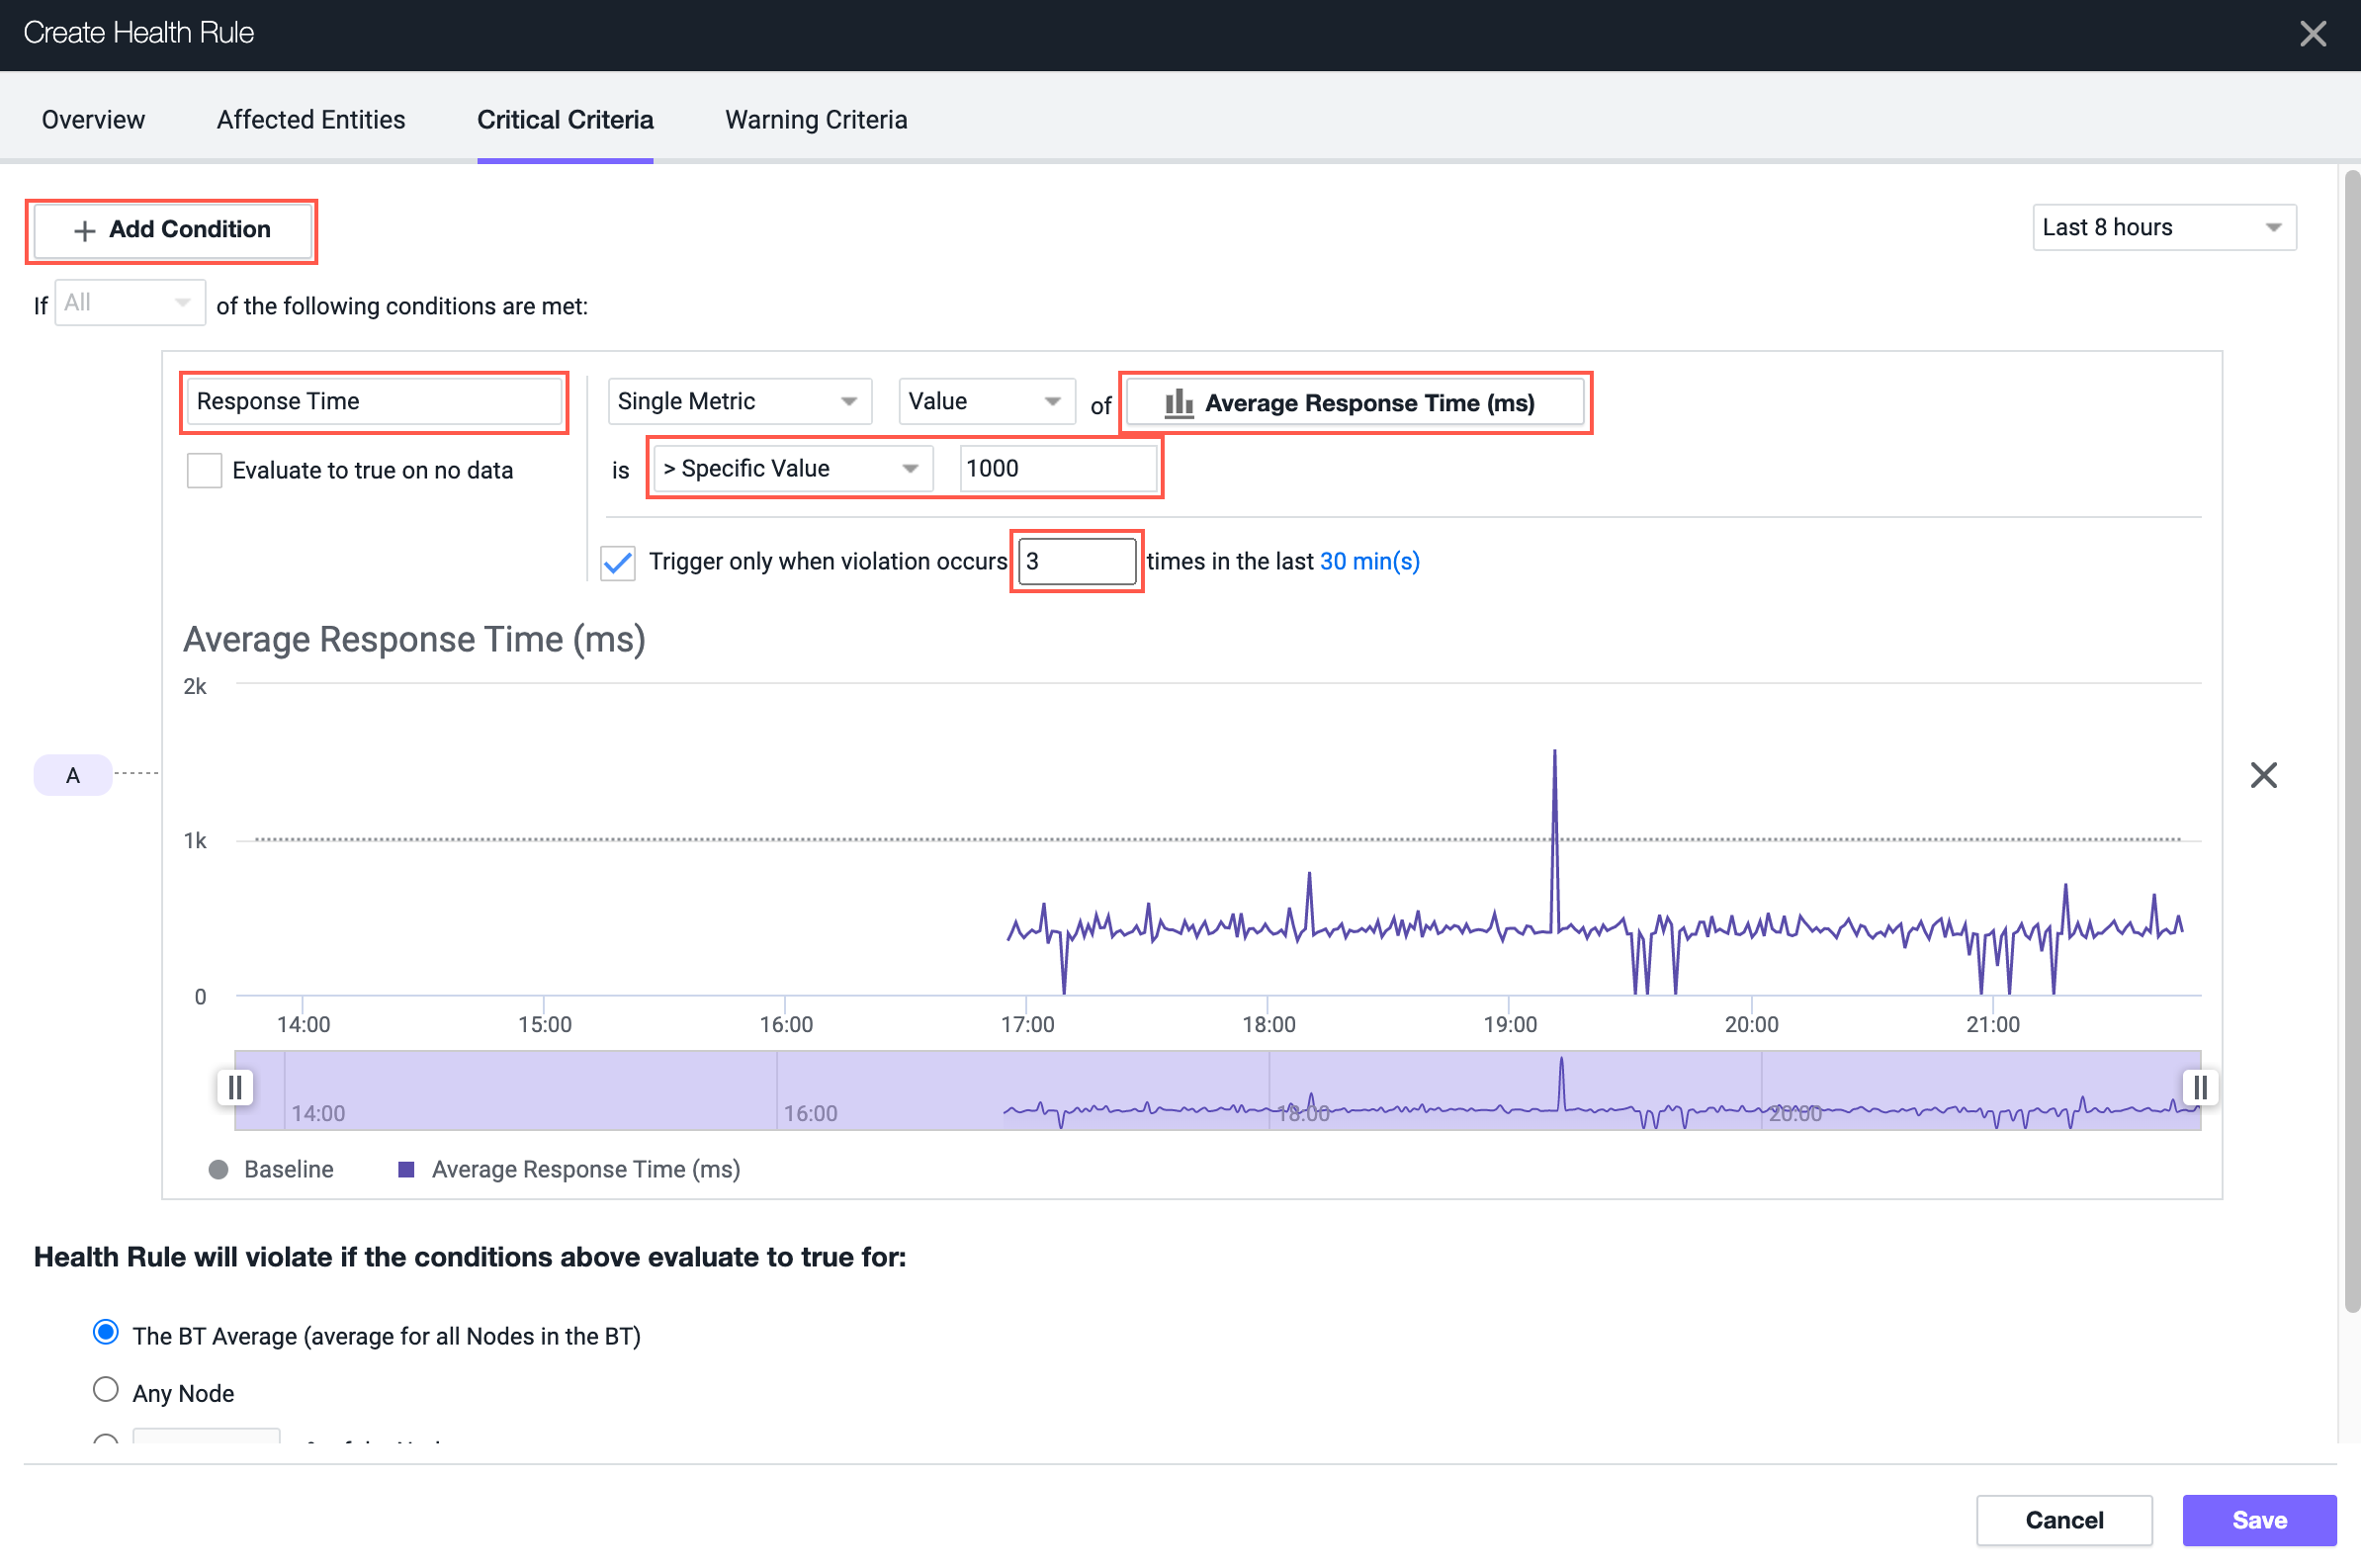 Create Health Rule
Overview Affected Entities Critical Criteria Warning Criteria
+ Add Condition
Last 8 hours
If All of the following conditions are met:
Response Time Single Metric Value of Average Response Time (ms)
Evaluate to true on no data is > Specific Value 1000
Trigger only when violation occurs 3 times in the last 30 min(s)
Average Response Time (ms)
2k
A
1k
0
14:00 15:00 16:00 17:00 18:00 19:00 20:00 21:00
14:00 16:00 18:00 20:00
Baseline Average Response Time (ms)
Health Rule will violate if the conditions above evaluate to true for:
The BT Average (average for all Nodes in the BT)
Any Node
Cancel Save